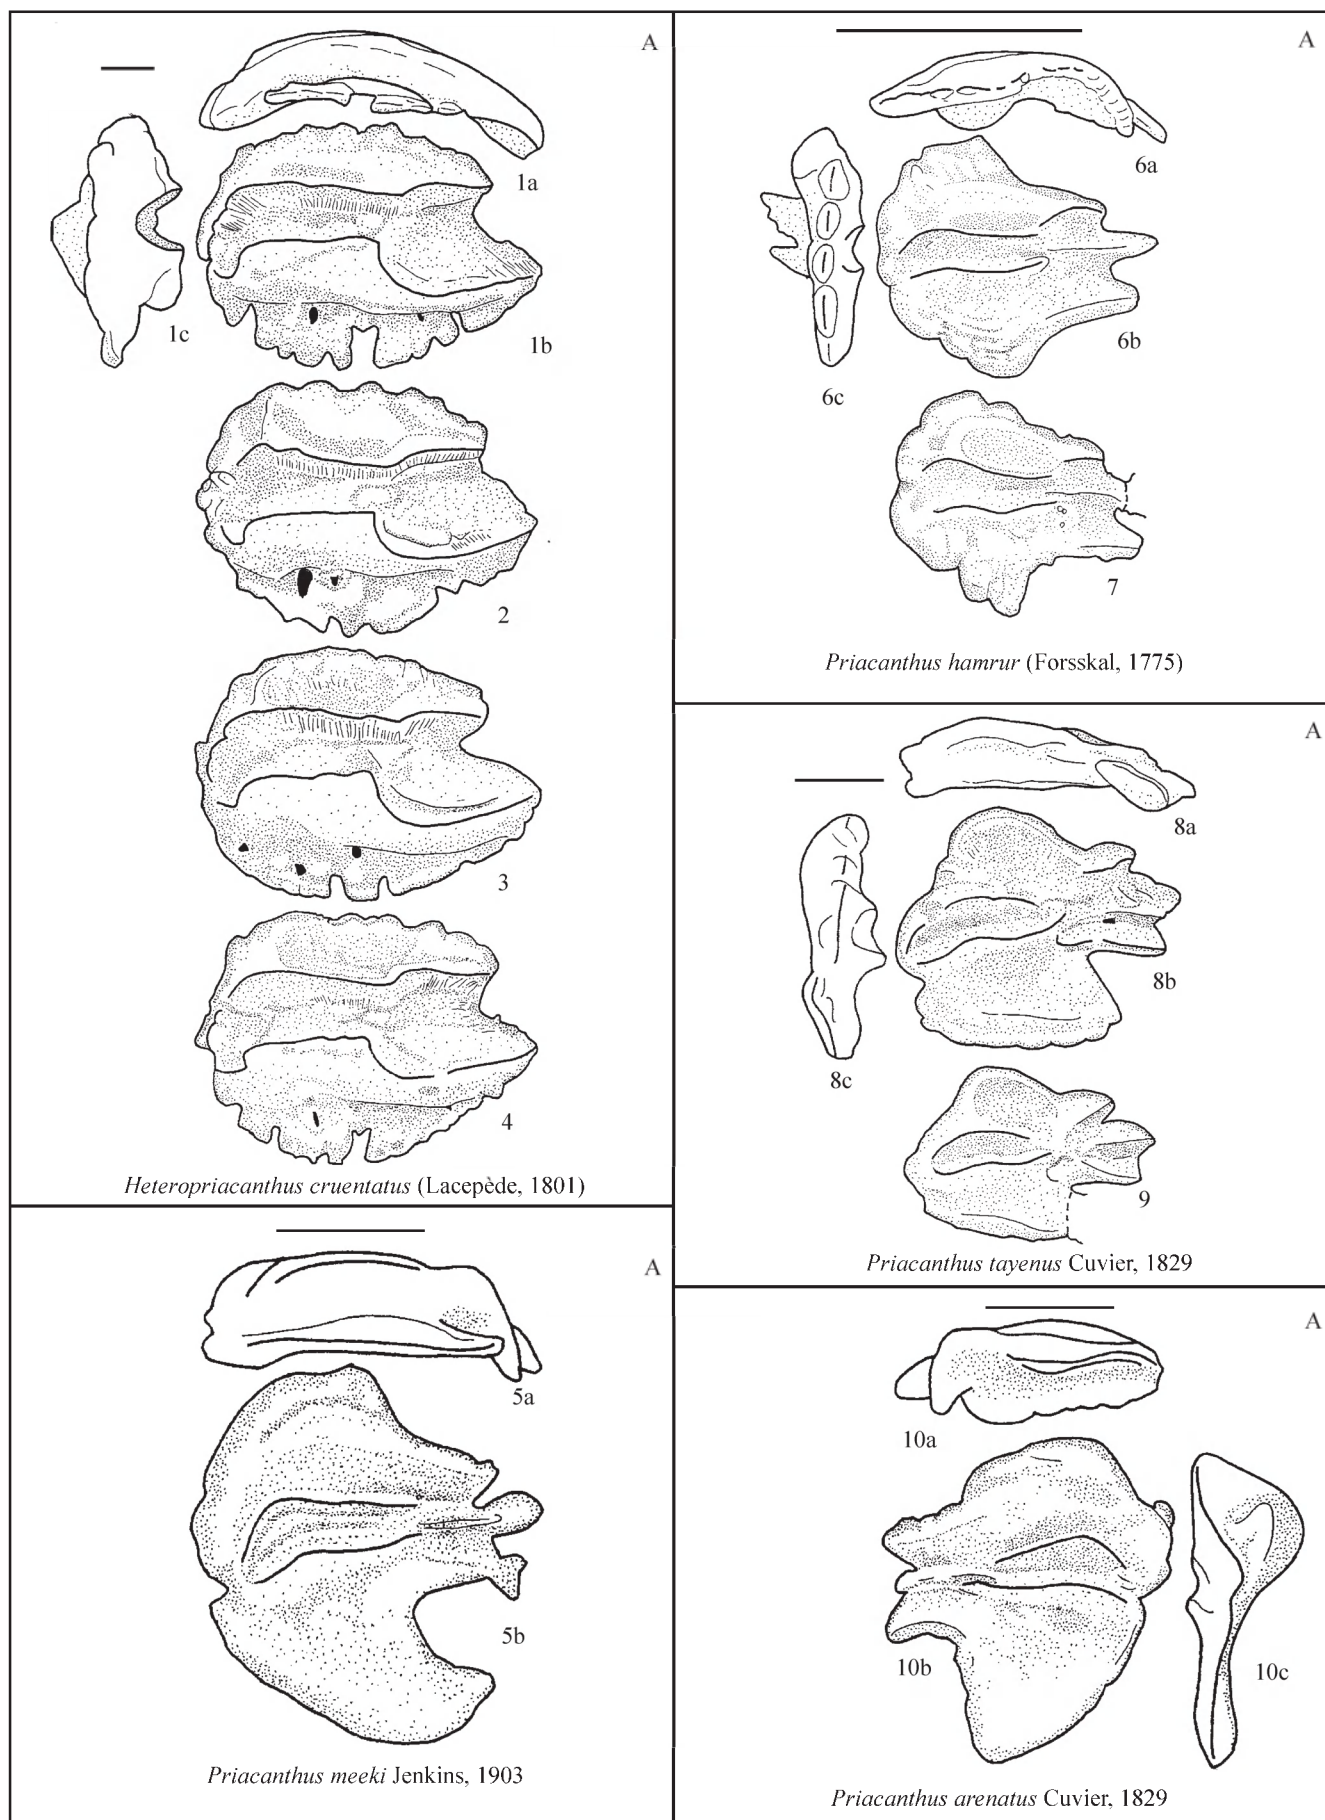 A
1a
1c
1b
2
3
4
Heteropriacanthus cruentatus (Lacepède, 1801)
A
5a
5b
Priacanthus meeki Jenkins, 1903
A
6a
6b
6c
7
Priacanthus hamrur (Forsskal, 1775)
A
8a
8b
8c
9
Priacanthus tayenus Cuvier, 1829
A
10a
10b
10c
Priacanthus arenatus Cuvier, 1829